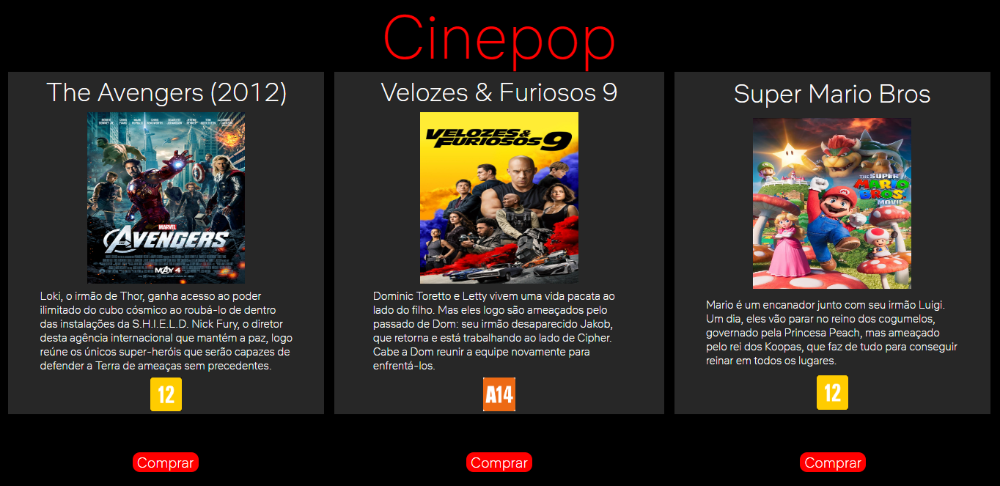 Cinepop
The Avengers (2012)
MARVEL
AVENGERS
MAY 4
Loki, o irmão de Thor, ganha acesso ao poder
ilimitado do cubo cósmico ao roubá-lo de dentro
das instalações da S.H.I.E.L.D. Nick Fury, o diretor
desta agência internacional que mantém a paz, logo
reúne os únicos super-heróis que serão capazes de
defender a Terra de ameaças sem precedentes.
12
Comprar
Velozes & Furiosos 9
VELOZES &
FURIOSOS 9
Dominic Toretto e Letty vivem uma vida pacata ao
lado do filho. Mas eles logo são ameaçados pelo
passado de Dom: seu irmão desaparecido Jakob,
que retorna e está trabalhando ao lado de Cipher.
Cabe a Dom reunir a equipe novamente para
enfrentá-los.
A14
Comprar
Super Mario Bros
THE SUPER
MARIO
BROS.
MOVIE
Mario é um encanador junto com seu irmão Luigi.
Um dia, eles vão parar no reino dos cogumelos,
governado pela Princesa Peach, mas ameaçado
pelo rei dos Koopas, que faz de tudo para conseguir
reinar em todos os lugares.
12
Comprar